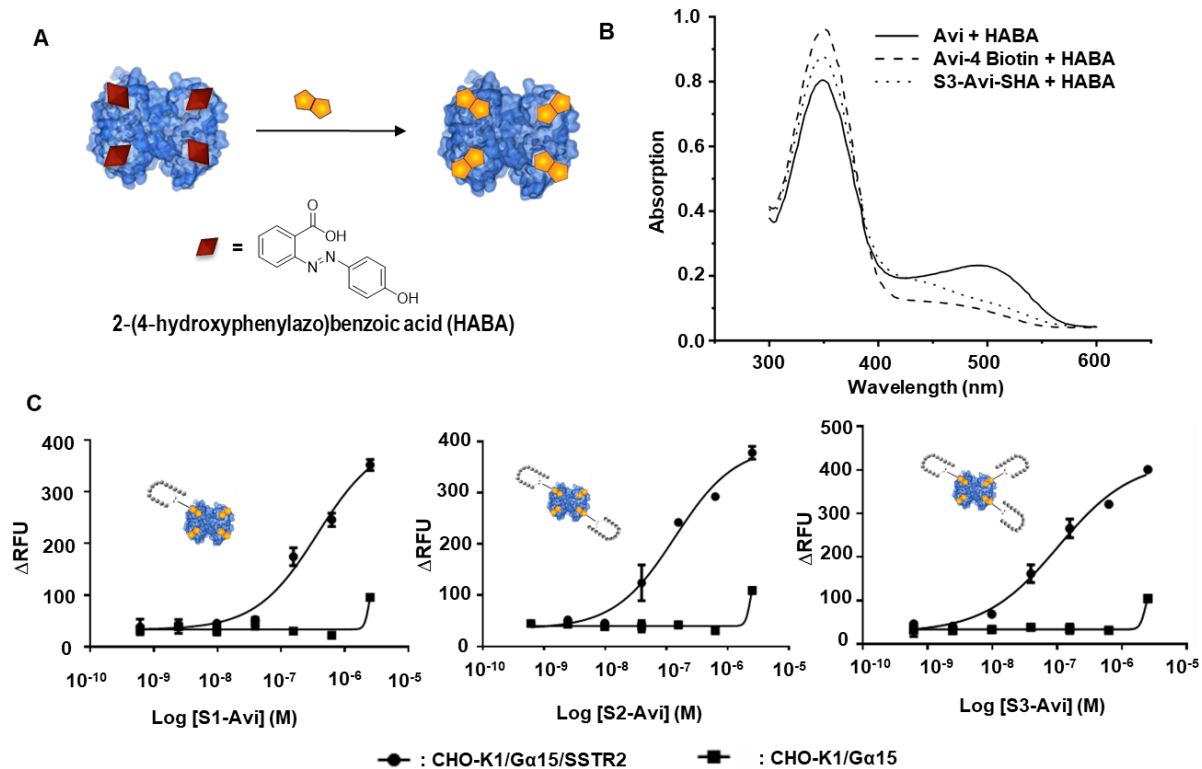 A
=
O
OH
N
N
OH
2-(4-hydroxyphenylazo)benzoic acid (HABA)
B
Avi + HABA
Avi-4 Biotin + HABA
S3-Avi-SHA + HABA
Absorption
1.0
0.8
0.6
0.4
0.2
0.0
300 400 500 600
Wavelength (nm)
C
ΔRFU
400
300
200
100
0
10⁻¹⁰ 10⁻⁹ 10⁻⁸ 10⁻⁷ 10⁻⁶ 10⁻⁵
Log [S1-Avi] (M)
ΔRFU
400
300
200
100
0
10⁻¹⁰ 10⁻⁹ 10⁻⁸ 10⁻⁷ 10⁻⁶ 10⁻⁵
Log [S2-Avi] (M)
ΔRFU
500
400
300
200
100
0
10⁻¹⁰ 10⁻⁹ 10⁻⁸ 10⁻⁷ 10⁻⁶ 10⁻⁵
Log [S3-Avi] (M)
: CHO-K1/Gα15/SSTR2 : CHO-K1/Gα15